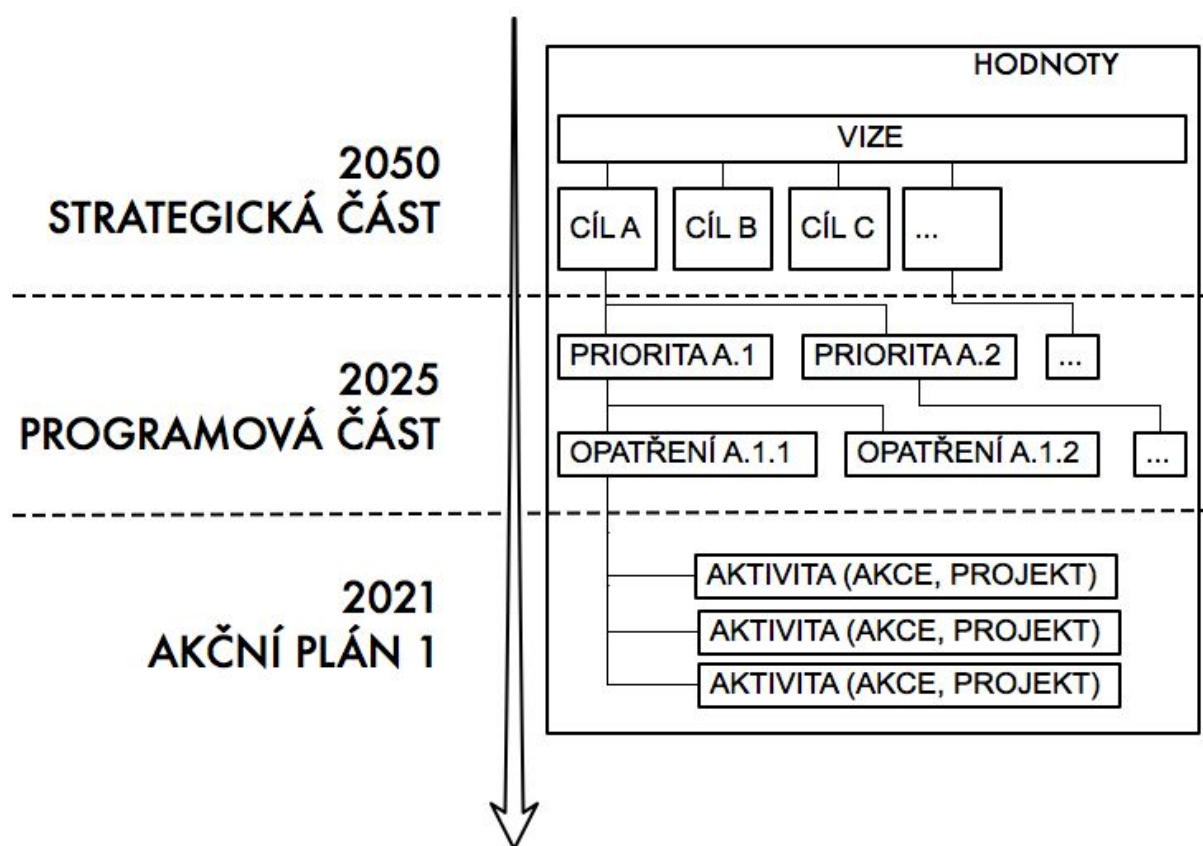 HODNOTY
VIZE
2050
STRATEGICKÁ ČÁST
CÍL A
CÍL B
CÍL C
...
2025
PROGRAMOVÁ ČÁST
PRIORITA A.1
PRIORITA A.2
...
OPATŘENÍ A.1.1
OPATŘENÍ A.1.2
...
2021
AKČNÍ PLÁN 1
AKTIVITA (AKCE, PROJEKT)
AKTIVITA (AKCE, PROJEKT)
AKTIVITA (AKCE, PROJEKT)